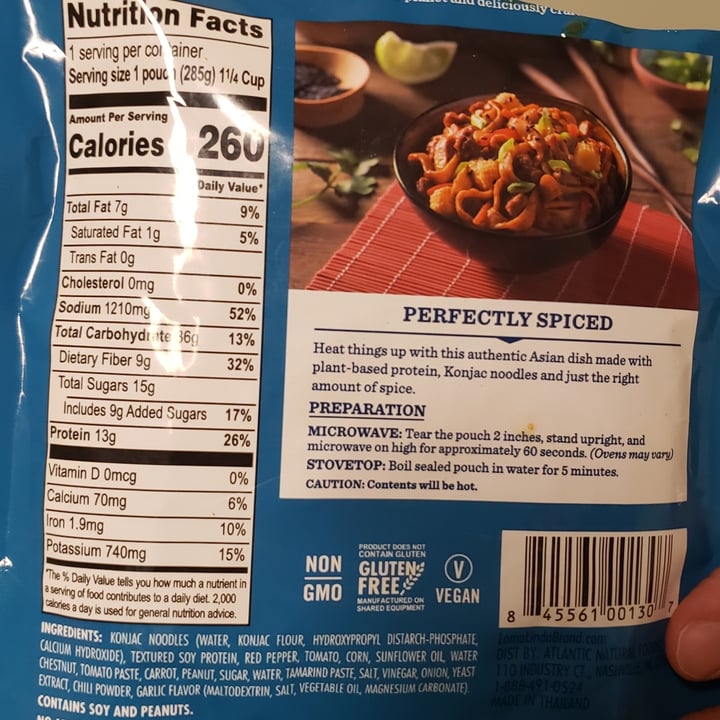 and deliciously
Nutrition Facts
1 serving per container
Serving size 1 pouch (285g) 1¼ Cup
Amount Per Serving
Calories 260
Daily Value*
Total Fat 7g 9%
Saturated Fat 1g 5%
Trans Fat 0g
Cholesterol 0mg 0%
Sodium 1210mg 52%
Total Carbohydrate 36g 13%
Dietary Fiber 9g 32%
Total Sugars 15g
Includes 9g Added Sugars 17%
Protein 13g 26%
Vitamin D 0mcg 0%
Calcium 70mg 6%
Iron 1.9mg 10%
Potassium 740mg 15%
*The % Daily Value tells you how much a nutrient in
a serving of food contributes to a daily diet. 2,000
calories a day is used for general nutrition advice.
PERFECTLY SPICED
Heat things up with this authentic Asian dish made with
plant-based protein, Konjac noodles and just the right
amount of spice.
PREPARATION
MICROWAVE: Tear the pouch 2 inches, stand upright, and
microwave on high for approximately 60 seconds. (Ovens may vary)
STOVETOP: Boil sealed pouch in water for 5 minutes.
CAUTION: Contents will be hot.
NON
GMO
PRODUCT DOES NOT
CONTAIN GLUTEN
GLUTEN
FREE
MANUFACTURED ON
SHARED EQUIPMENT
V
VEGAN
8 45561 00130 7
INGREDIENTS: KONJAC NOODLES (WATER, KONJAC FLOUR, HYDROXYPROPYL DISTARCH-PHOSPHATE,
CALCIUM HYDROXIDE), TEXTURED SOY PROTEIN, RED PEPPER, TOMATO, CORN, SUNFLOWER OIL, WATER
CHESTNUT, TOMATO PASTE, CARROT, PEANUT, SUGAR, WATER, TAMARIND PASTE, SALT, VINEGAR, ONION, YEAST
EXTRACT, CHILI POWDER, GARLIC FLAVOR (MALTODEXTRIN, SALT, VEGETABLE OIL, MAGNESIUM CARBONATE).
CONTAINS SOY AND PEANUTS.
LomaLindaBrand.com
DIST BY. ATLANTIC NATURAL FOODS
110 INDUSTRY CT., NASHVILLE, NC
1-888-491-0524
MADE IN THAILAND